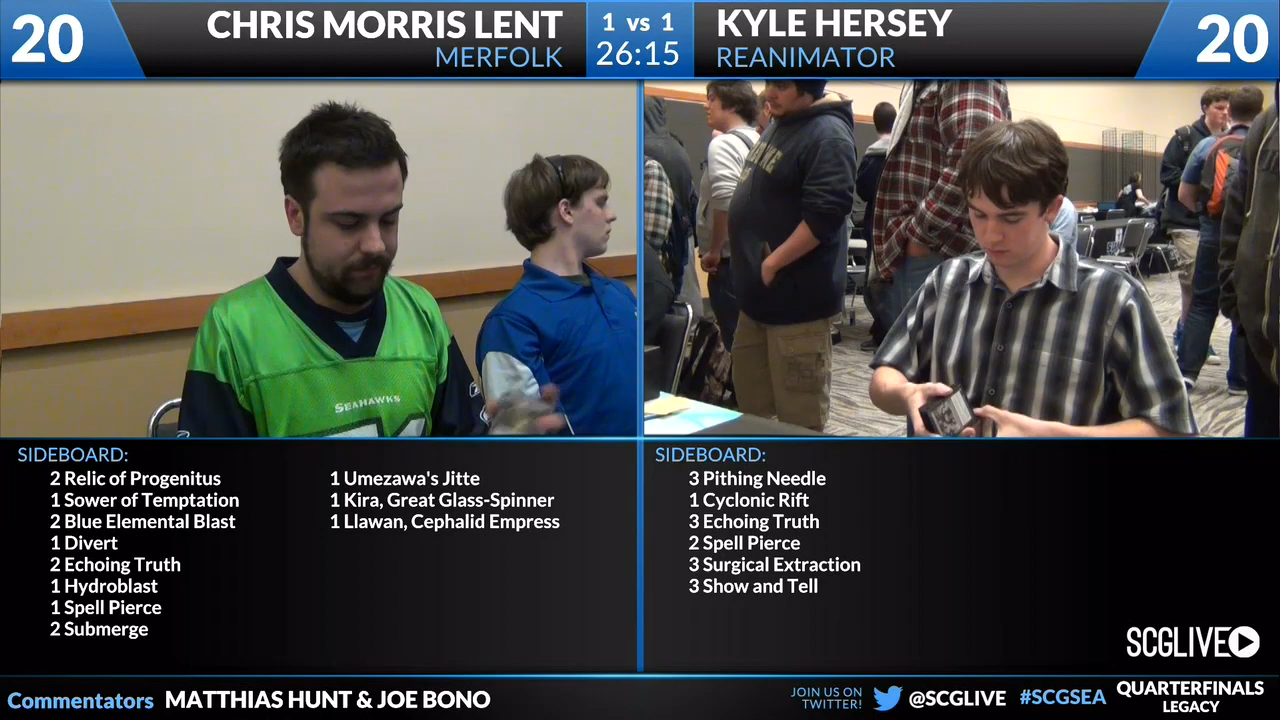 20
CHRIS MORRIS LENT
MERFOLK
1 vs 1
26:15
KYLE HERSEY
REANIMATOR
20
SEAHAWKS
SIDEBOARD:
2 Relic of Progenitus
1 Sower of Temptation
2 Blue Elemental Blast
1 Divert
2 Echoing Truth
1 Hydroblast
1 Spell Pierce
2 Submerge
1 Umezawa's Jitte
1 Kira, Great Glass-Spinner
1 Llawan, Cephalid Empress
SIDEBOARD:
3 Pithing Needle
1 Cyclonic Rift
3 Echoing Truth
2 Spell Pierce
3 Surgical Extraction
3 Show and Tell
SCGLIVE
Commentators MATTHIAS HUNT & JOE BONO
JOIN US ON
TWITTER!
@SCGLIVE
#SCGSEA
QUARTERFINALS
LEGACY